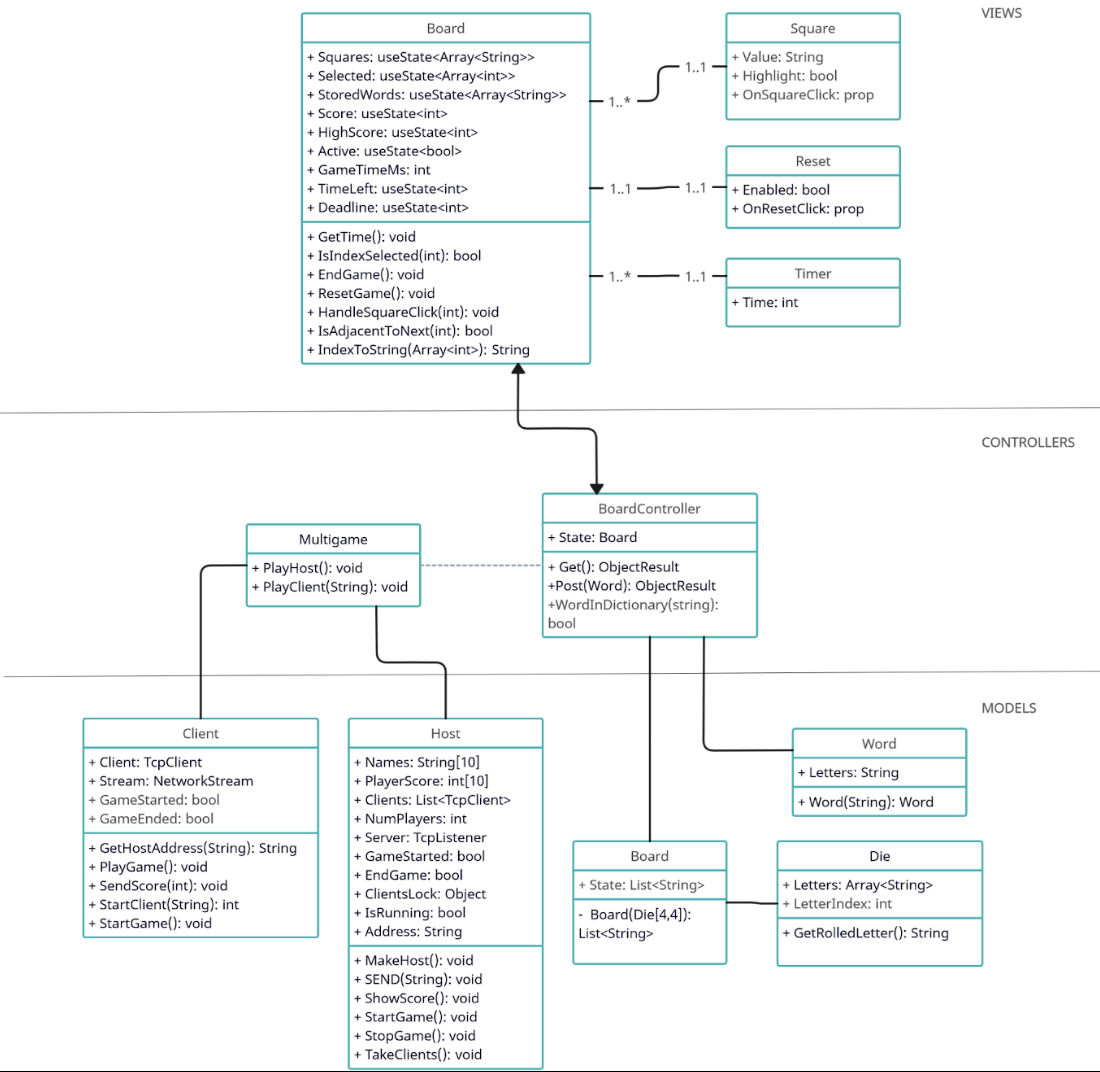 VIEWS
Board
+ Squares: useState<Array<String>>
+ Selected: useState<Array<int>>
+ StoredWords: useState<Array<String>>
+ Score: useState<int>
+ HighScore: useState<int>
+ Active: useState<bool>
+ GameTimeMs: int
+ TimeLeft: useState<int>
+ Deadline: useState<int>
+ GetTime(): void
+ IsIndexSelected(int): bool
+ EndGame(): void
+ ResetGame(): void
+ HandleSquareClick(int): void
+ IsAdjacentToNext(int): bool
+ IndexToString(Array<int>): String
1..*
1..1
Square
+ Value: String
+ Highlight: bool
+ OnSquareClick: prop
1..1
1..1
Reset
+ Enabled: bool
+ OnResetClick: prop
1..*
1..1
Timer
+ Time: int
CONTROLLERS
Multigame
+ PlayHost(): void
+ PlayClient(String): void
BoardController
+ State: Board
+ Get(): ObjectResult
+Post(Word): ObjectResult
+WordInDictionary(string):
bool
MODELS
Client
+ Client: TcpClient
+ Stream: NetworkStream
+ GameStarted: bool
+ GameEnded: bool
+ GetHostAddress(String): String
+ PlayGame(): void
+ SendScore(int): void
+ StartClient(String): int
+ StartGame(): void
Host
+ Names: String[10]
+ PlayerScore: int[10]
+ Clients: List<TcpClient>
+ NumPlayers: int
+ Server: TcpListener
+ GameStarted: bool
+ EndGame: bool
+ ClientsLock: Object
+ IsRunning: bool
+ Address: String
+ MakeHost(): void
+ SEND(String): void
+ ShowScore(): void
+ StartGame(): void
+ StopGame(): void
+ TakeClients(): void
Word
+ Letters: String
+ Word(String): Word
Board
+ State: List<String>
- Board(Die[4,4]):
List<String>
Die
+ Letters: Array<String>
+ LetterIndex: int
+ GetRolledLetter(): String